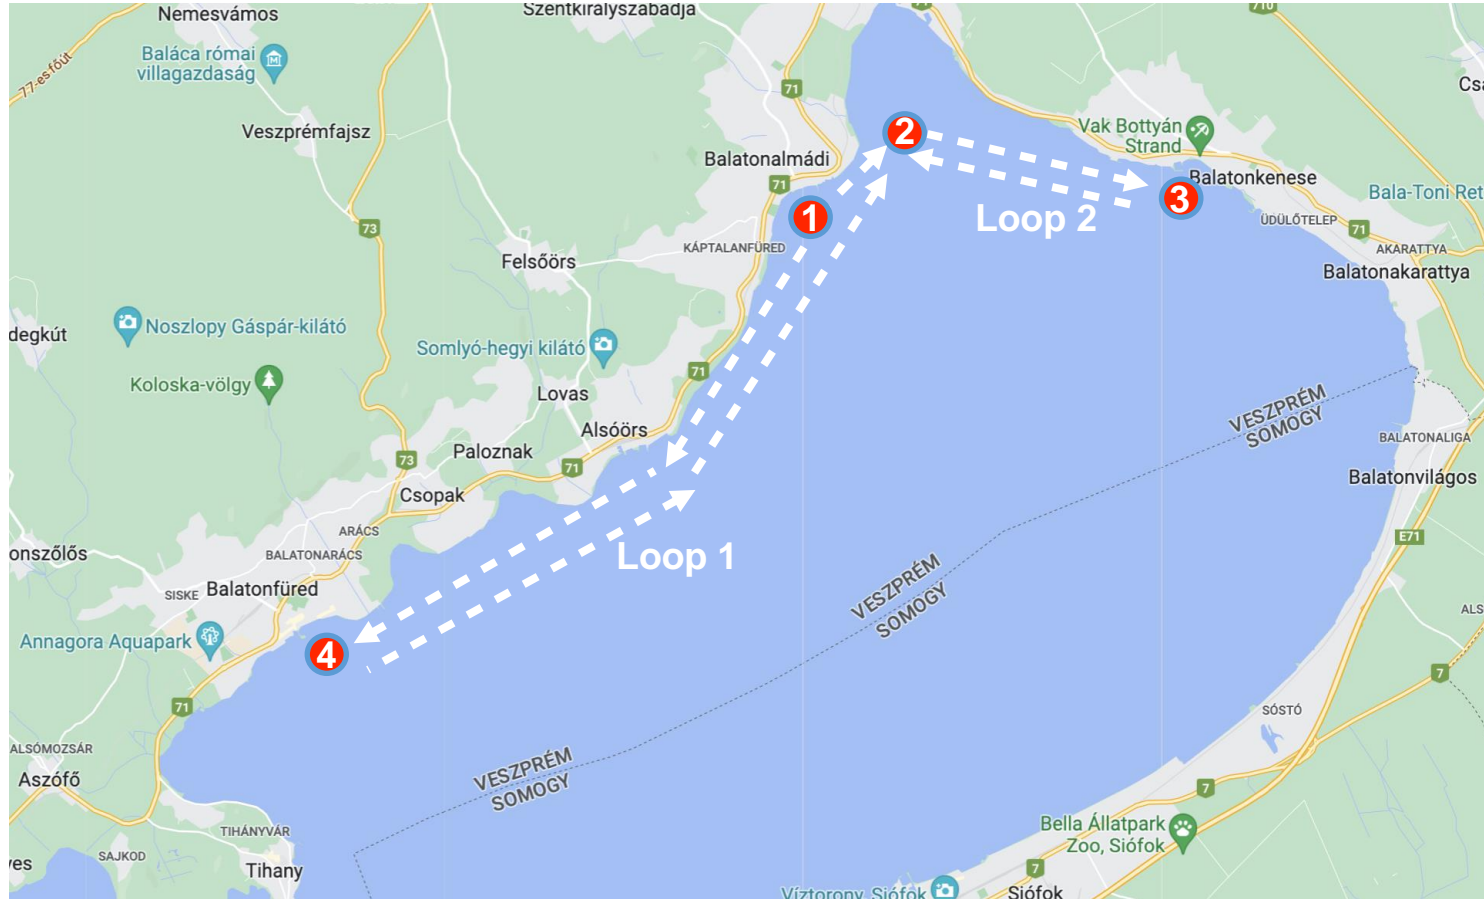 Nemesvámos
Szentkirályszabadja
710
77-es főút
Baláca római
villagazdaság
71
Veszprémfajsz
Balatonalmádi
2
Vak Bottyán
Strand
71
1
Loop 2
3
Balatonkenese
Bala-Toni Ret
ÜDÜLŐTELEP
71
73
KÁPTALANFÜRED
AKARATTYA
Felsőörs
Balatonakarattya
degkút
Noszlopy Gáspár-kilátó
Somlyó-hegyi kilátó
71
Koloska-völgy
Lovas
VESZPRÉM
SOMOGY
Alsóörs
BALATONALIGA
Paloznak
73
71
Csopak
Balatonvilágos
ARÁCS
E71
onszőlős
BALATONARÁCS
Loop 1
SISKE
Balatonfüred
VESZPRÉM
SOMOGY
ALS
Annagora Aquapark
4
7
71
SÓSTÓ
ALSÓMOZSÁR
Aszófő
VESZPRÉM
SOMOGY
7
TIHANYVÁR
Bella Állatpark
Zoo, Siófok
SAJKOD
yes
Tihany
7
Víztorony, Siófok
Siófok